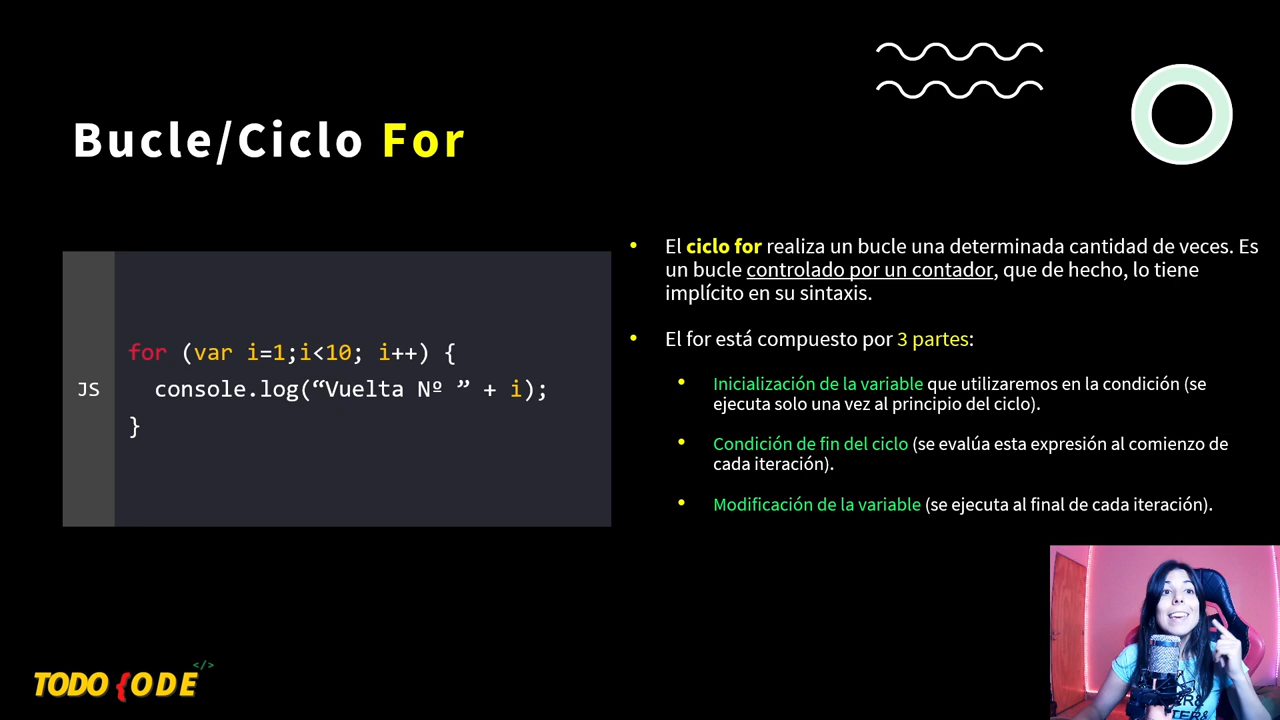 Bucle/Ciclo For
JS
for (var i=1;i<10; i++) {
console.log(“Vuelta Nº ” + i);
}
El ciclo for realiza un bucle una determinada cantidad de veces. Es
un bucle controlado por un contador, que de hecho, lo tiene
implícito en su sintaxis.
El for está compuesto por 3 partes:
Inicialización de la variable que utilizaremos en la condición (se
ejecuta solo una vez al principio del ciclo).
Condición de fin del ciclo (se evalúa esta expresión al comienzo de
cada iteración).
Modificación de la variable (se ejecuta al final de cada iteración).
TODO {ODE
</>